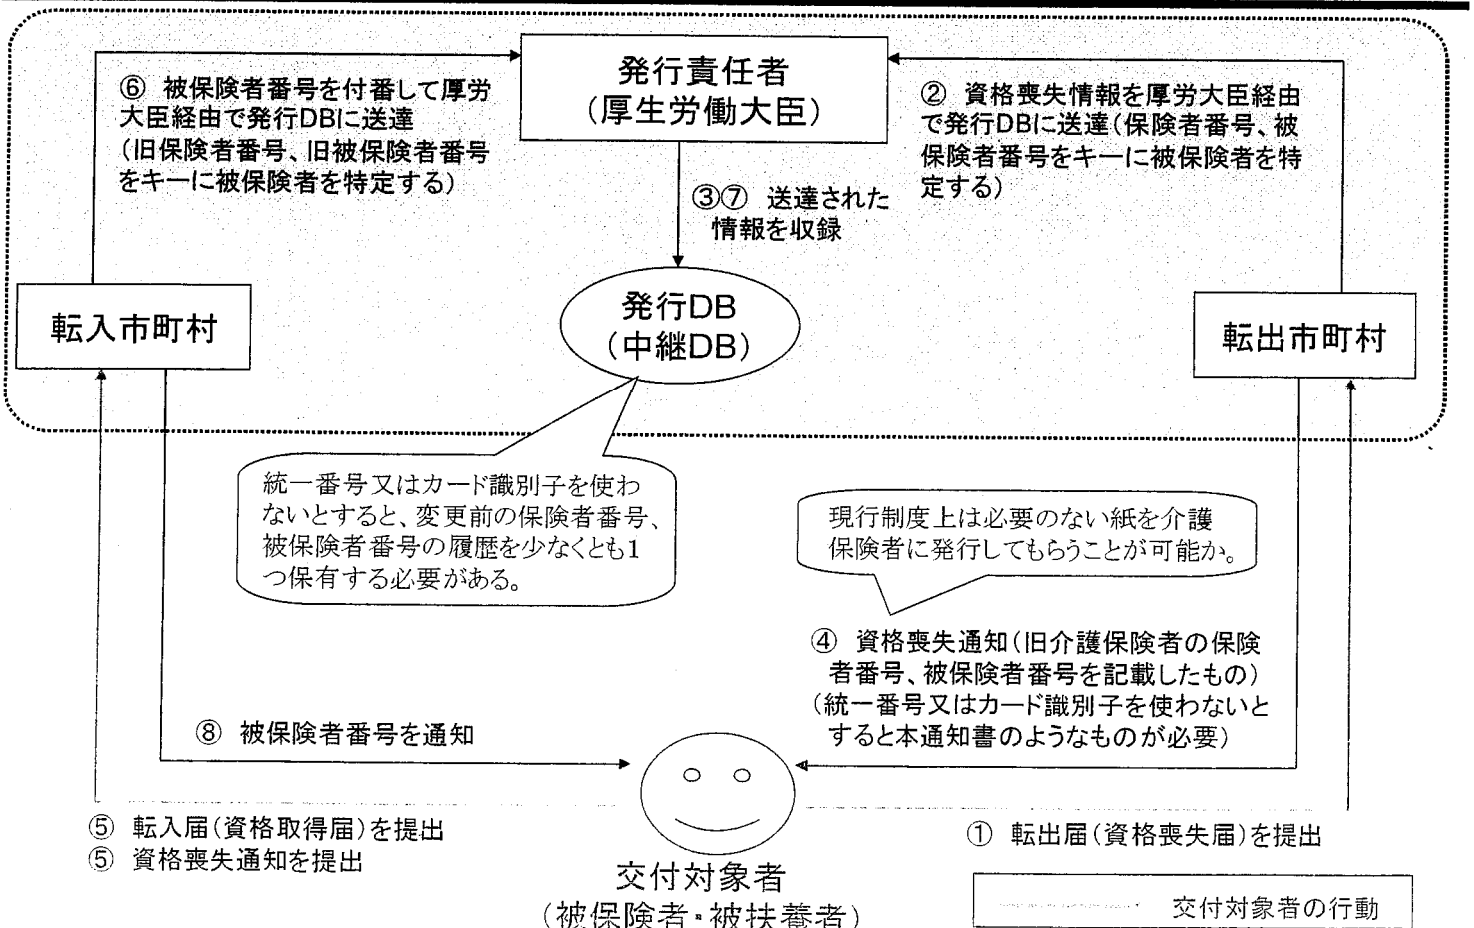 発行責任者
（厚生労働大臣）
⑥ 被保険者番号を付番して厚労
大臣経由で発行DBに送達
（旧保険者番号、旧被保険者番号
をキーに被保険者を特定する）
② 資格喪失情報を厚労大臣経由
で発行DBに送達（保険者番号、被
保険者番号をキーに被保険者を特
定する）
③⑦ 送達された
情報を収録
転入市町村
発行DB
（中継DB）
転出市町村
統一番号又はカード識別子を使わ
ないとすると、変更前の保険者番号、
被保険者番号の履歴を少なくとも1
つ保有する必要がある。
現行制度上は必要のない紙を介護
保険者に発行してもらうことが可能か。
④ 資格喪失通知（旧介護保険者の保険
者番号、被保険者番号を記載したもの）
（統一番号又はカード識別子を使わないと
すると本通知書のようなものが必要）
⑧ 被保険者番号を通知
⑤ 転入届（資格取得届）を提出
⑤ 資格喪失通知を提出
① 転出届（資格喪失届）を提出
交付対象者
（被保険者・被扶養者）
交付対象者の行動